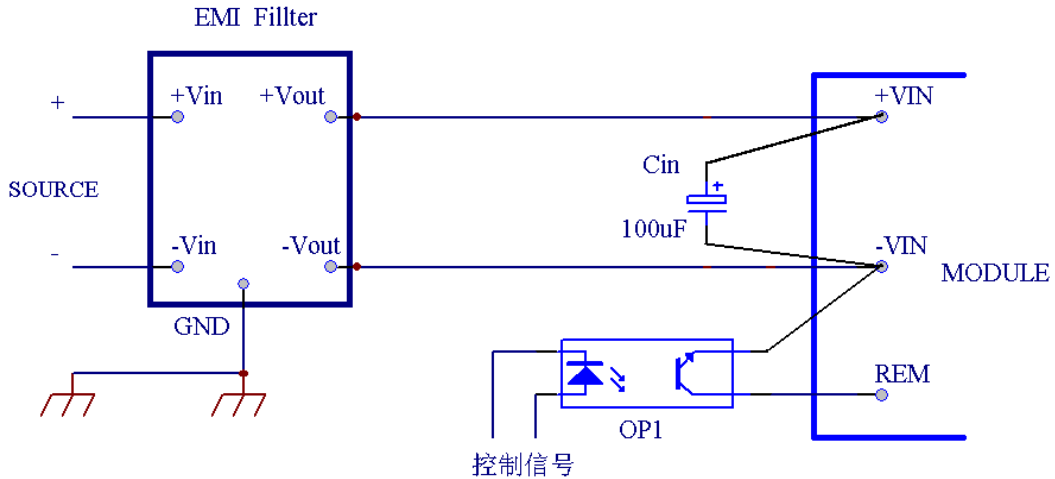 EMI Fillter
+
+Vin
+Vout
+VIN
Cin
+
SOURCE
100uF
-
-Vin
-Vout
-VIN
MODULE
GND
REM
OP1
控制信号